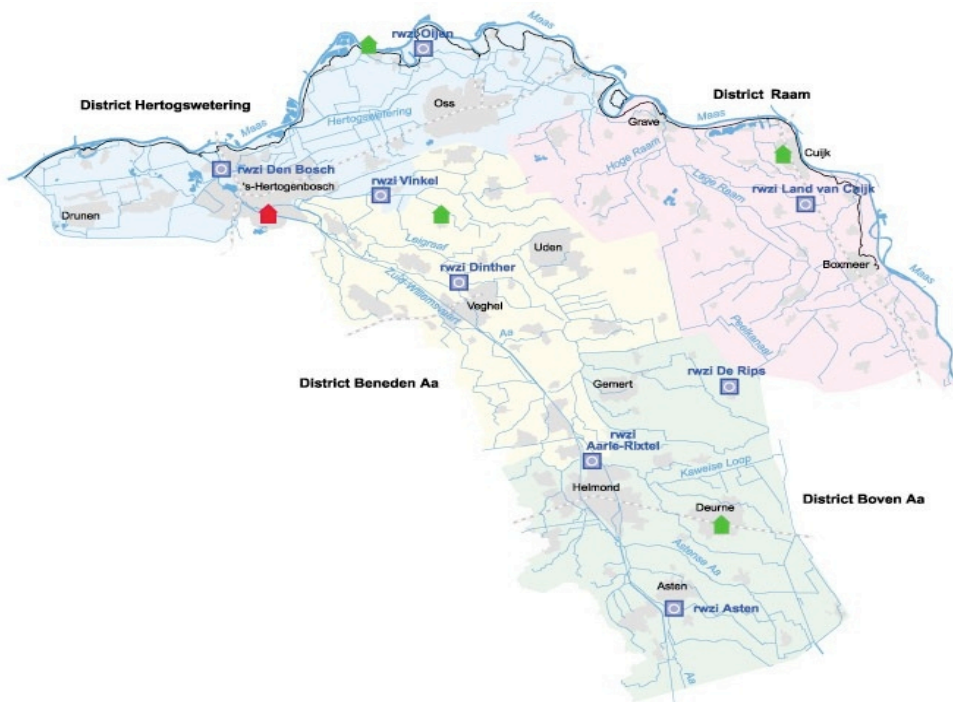 Maas
rwzi Oijen
District Hertogswetering
District Raam
Oss
Hertogswetering
Maas
Grave
Maas
Cuijk
Hoge Raam
rwzi Den Bosch
's-Hertogenbosch
rwzi Vinkel
Lage Raam
rwzi Land van Cuijk
Drunen
Leigraaf
Uden
rwzi Dinther
Boxmeer
Maas
Zuid-Willemsvaart
Veghel
Aa
Peelkanaal
District Beneden Aa
Gemert
rwzi De Rips
rwzi
Aarle-Rixtel
Kaweise Loop
Helmond
District Boven Aa
Deurne
Astense Aa
Asten
rwzi Asten
Aa